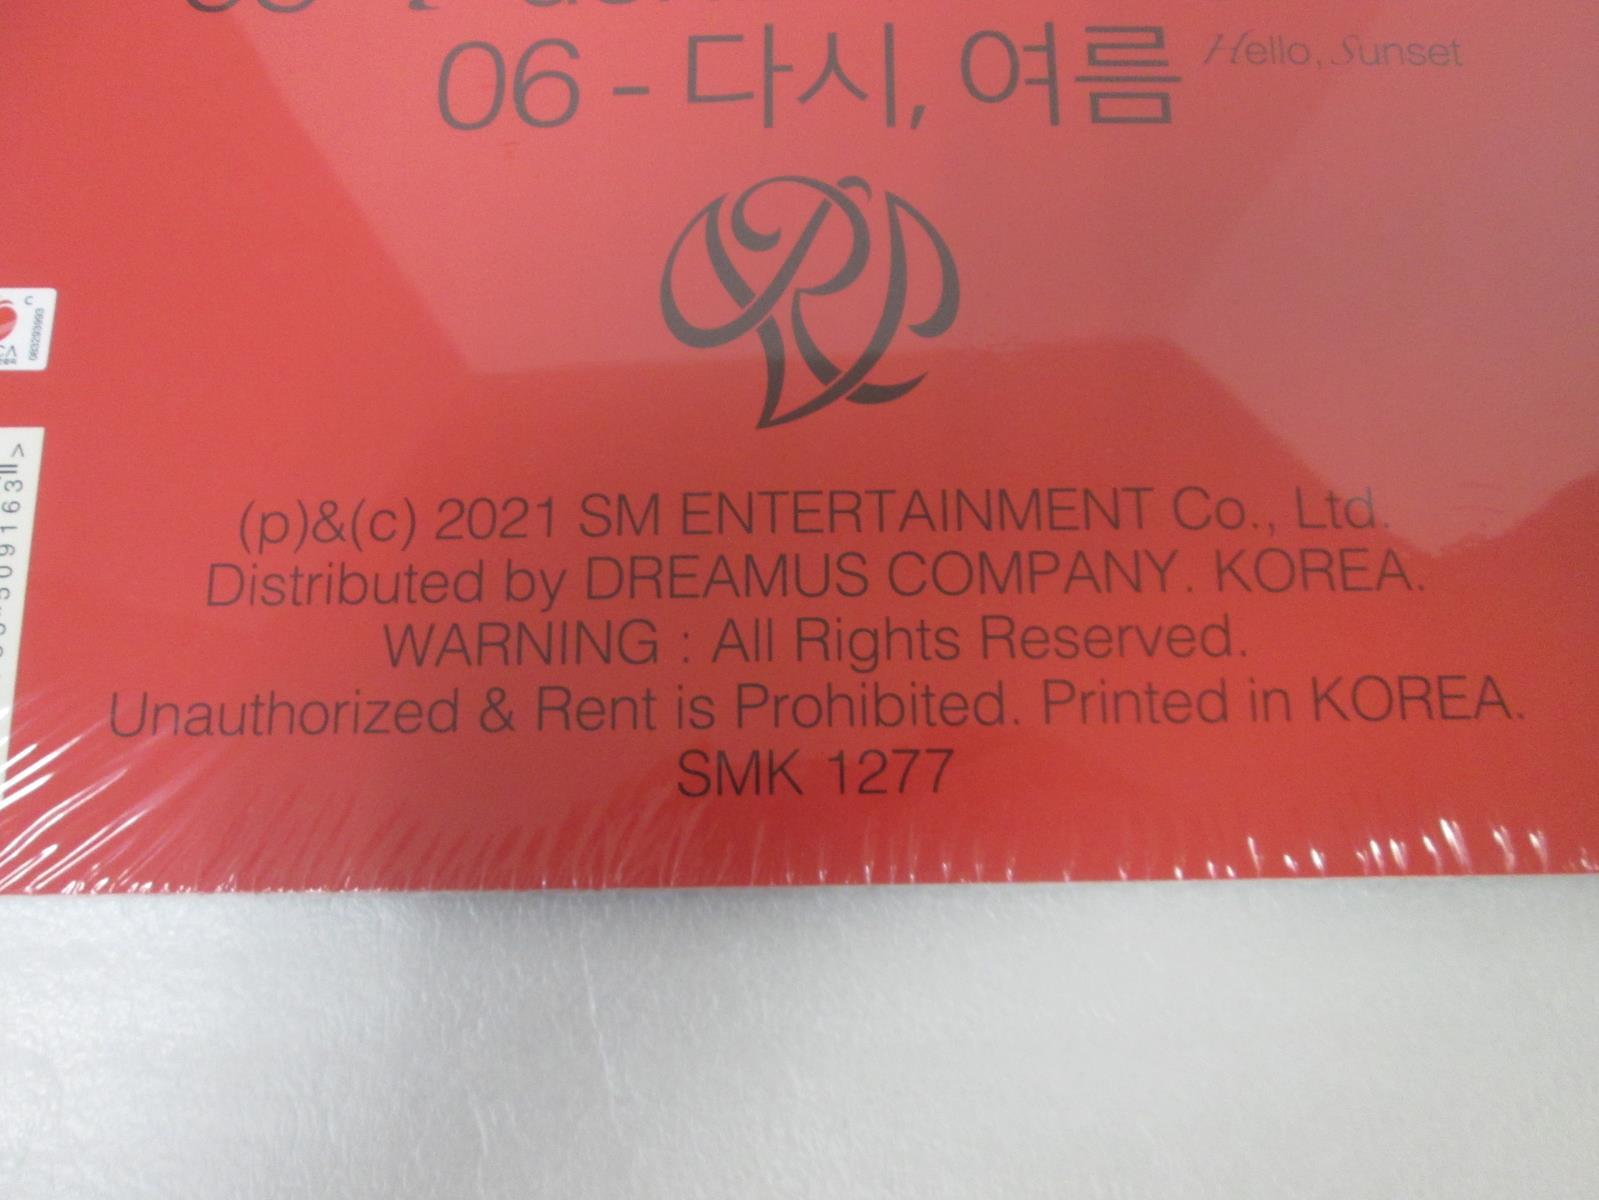 06 - 다시, 여름 Hello, Sunset
C
083293993
(p)&(c) 2021 SM ENTERTAINMENT Co., Ltd.
Distributed by DREAMUS COMPANY. KOREA.
WARNING : All Rights Reserved.
Unauthorized & Rent is Prohibited. Printed in KOREA.
SMK 1277